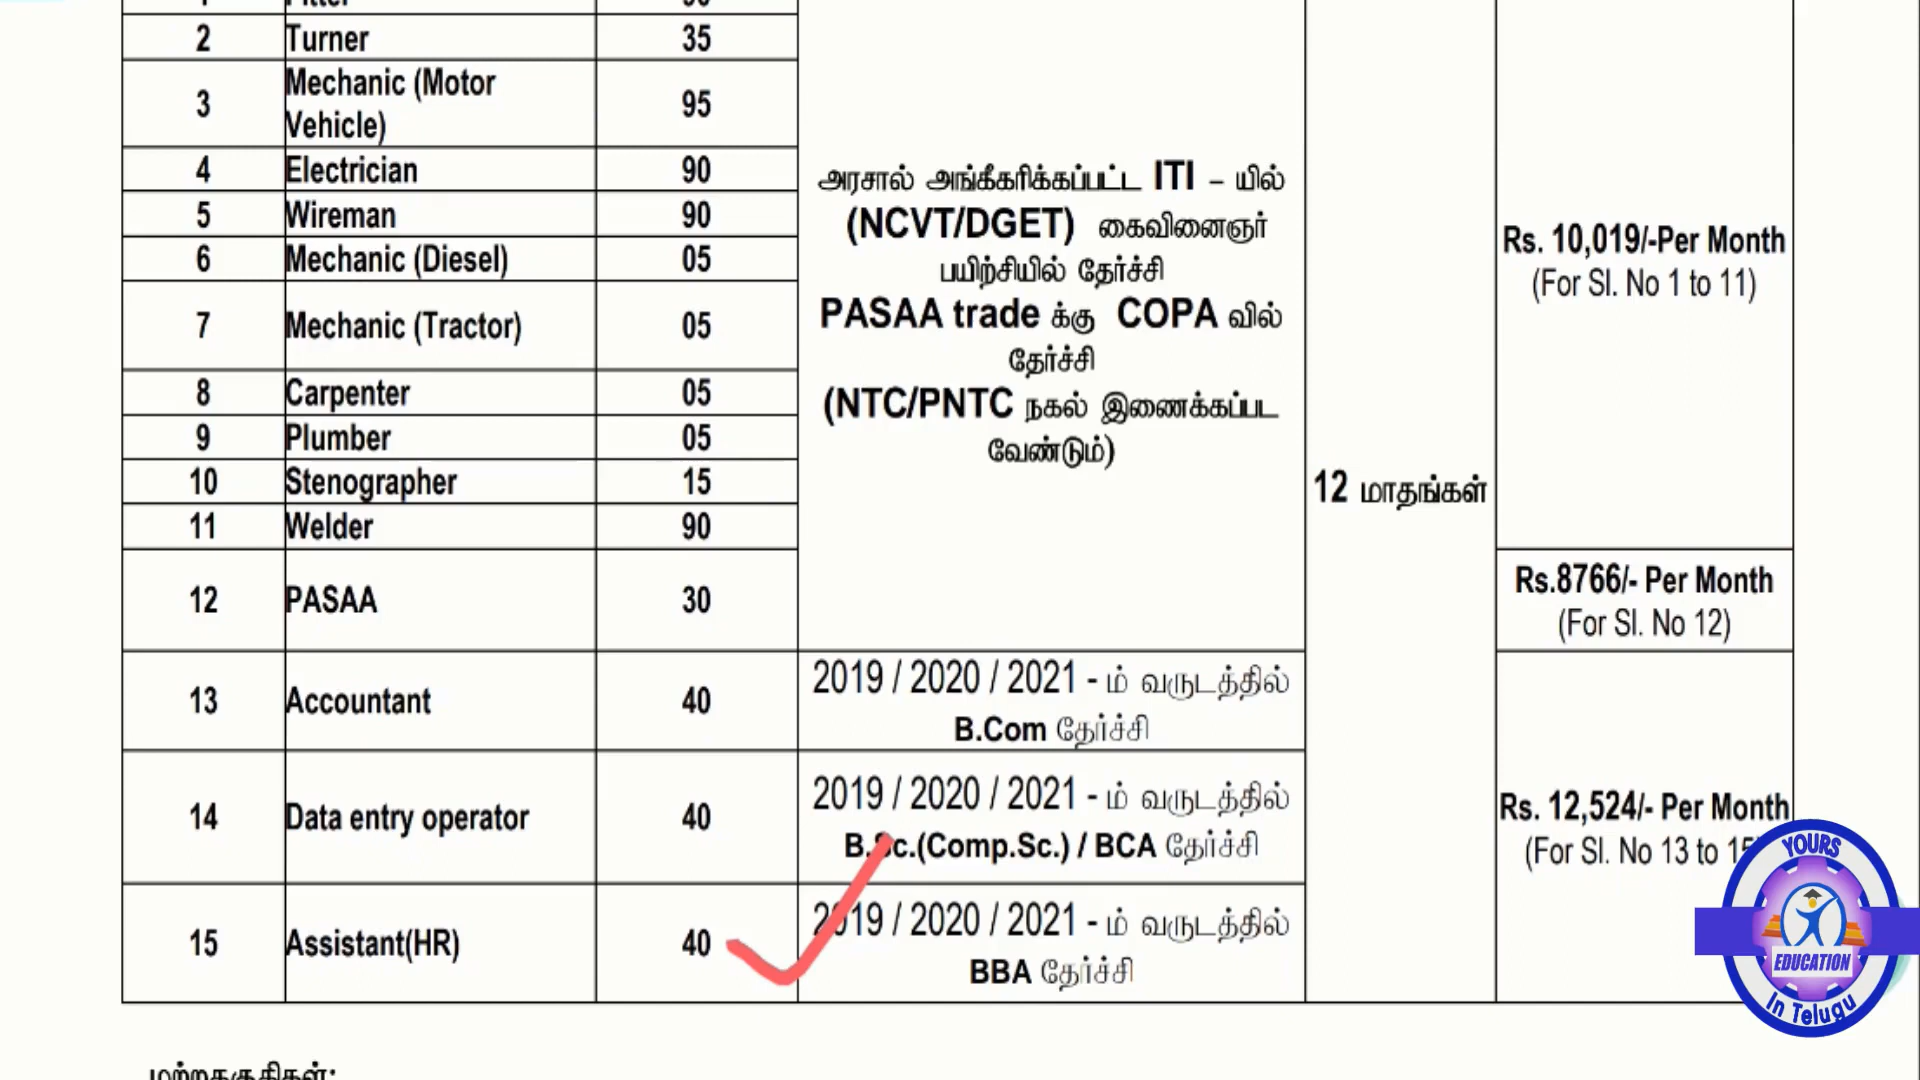 2 Turner 35
3 Mechanic (Motor Vehicle) 95
4 Electrician 90
5 Wireman 90
6 Mechanic (Diesel) 05
7 Mechanic (Tractor) 05
8 Carpenter 05
9 Plumber 05
10 Stenographer 15
11 Welder 90
12 PASAA 30
அரசால் அங்கீகரிக்கப்பட்ட ITI – யில்
(NCVT/DGET) கைவினைஞர்
பயிற்சியில் தேர்ச்சி
PASAA trade க்கு COPA வில்
தேர்ச்சி
(NTC/PNTC நகல் இணைக்கப்பட
வேண்டும்)
12 மாதங்கள்
Rs. 10,019/-Per Month
(For Sl. No 1 to 11)
Rs.8766/- Per Month
(For Sl. No 12)
13 Accountant 40
2019 / 2020 / 2021 - ம் வருடத்தில்
B.Com தேர்ச்சி
14 Data entry operator 40
2019 / 2020 / 2021 - ம் வருடத்தில்
B.Sc.(Comp.Sc.) / BCA தேர்ச்சி
15 Assistant(HR) 40
2019 / 2020 / 2021 - ம் வருடத்தில்
BBA தேர்ச்சி
Rs. 12,524/- Per Month
(For Sl. No 13 to 15
YOURS
EDUCATION
In Telugu